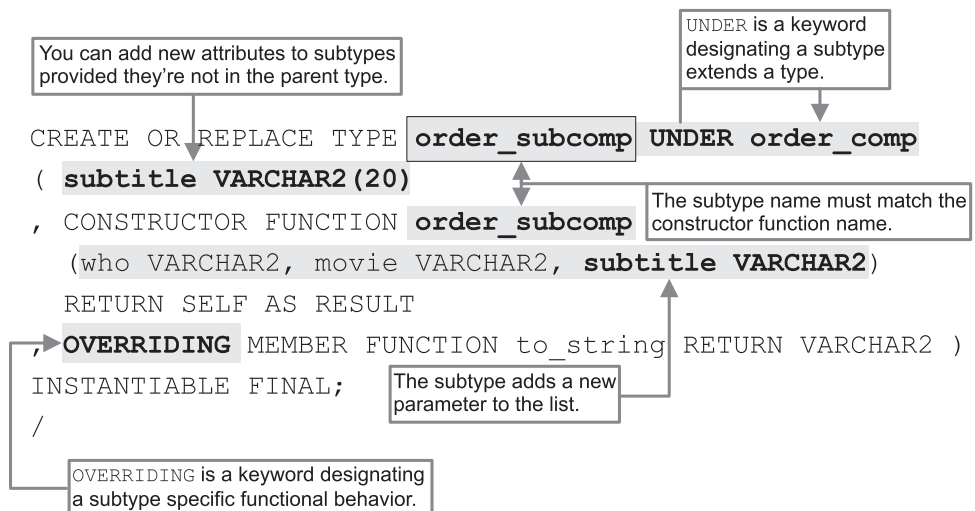 You can add new attributes to subtypes
provided they're not in the parent type.
UNDER is a keyword
designating a subtype
extends a type.
CREATE OR REPLACE TYPE order_subcomp UNDER order_comp
( subtitle VARCHAR2(20)
, CONSTRUCTOR FUNCTION order_subcomp
The subtype name must match the
constructor function name.
(who VARCHAR2, movie VARCHAR2, subtitle VARCHAR2)
RETURN SELF AS RESULT
, OVERRIDING MEMBER FUNCTION to_string RETURN VARCHAR2 )
INSTANTIABLE FINAL;
The subtype adds a new
parameter to the list.
/
OVERRIDING is a keyword designating
a subtype specific functional behavior.